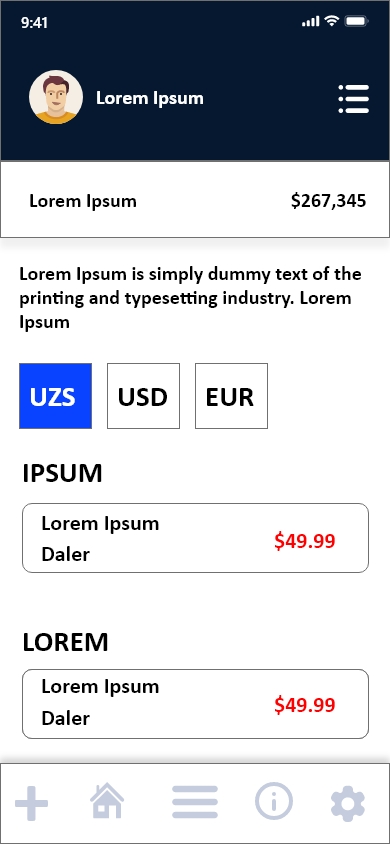 9:41
Lorem Ipsum
Lorem Ipsum $267,345
Lorem Ipsum is simply dummy text of the
printing and typesetting industry. Lorem
Ipsum
UZS USD EUR
IPSUM
Lorem Ipsum
Daler
$49.99
LOREM
Lorem Ipsum
Daler
$49.99